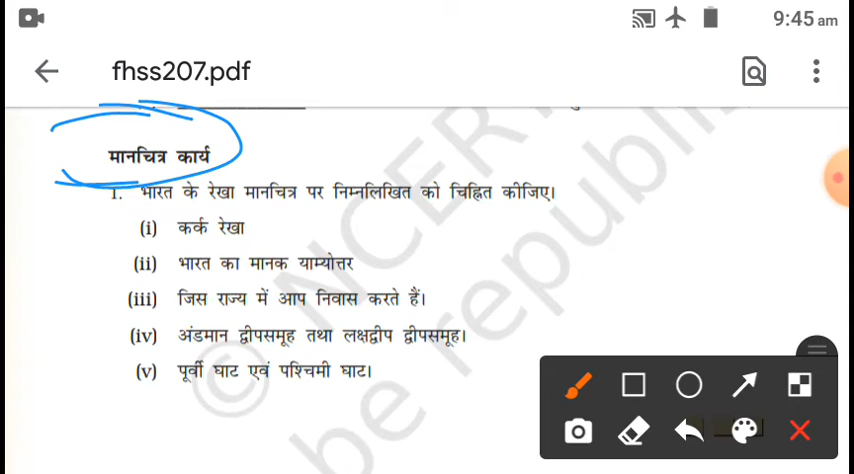 9:45 am
fhss207.pdf
मानचित्र कार्य
1. भारत के रेखा मानचित्र पर निम्नलिखित को चिह्नित कीजिए।
(i) कर्क रेखा
(ii) भारत का मानक याम्योत्तर
(iii) जिस राज्य में आप निवास करते हैं।
(iv) अंडमान द्वीपसमूह तथा लक्षद्वीप द्वीपसमूह।
(v) पूर्वी घाट एवं पश्चिमी घाट।
© NCERT
be republi